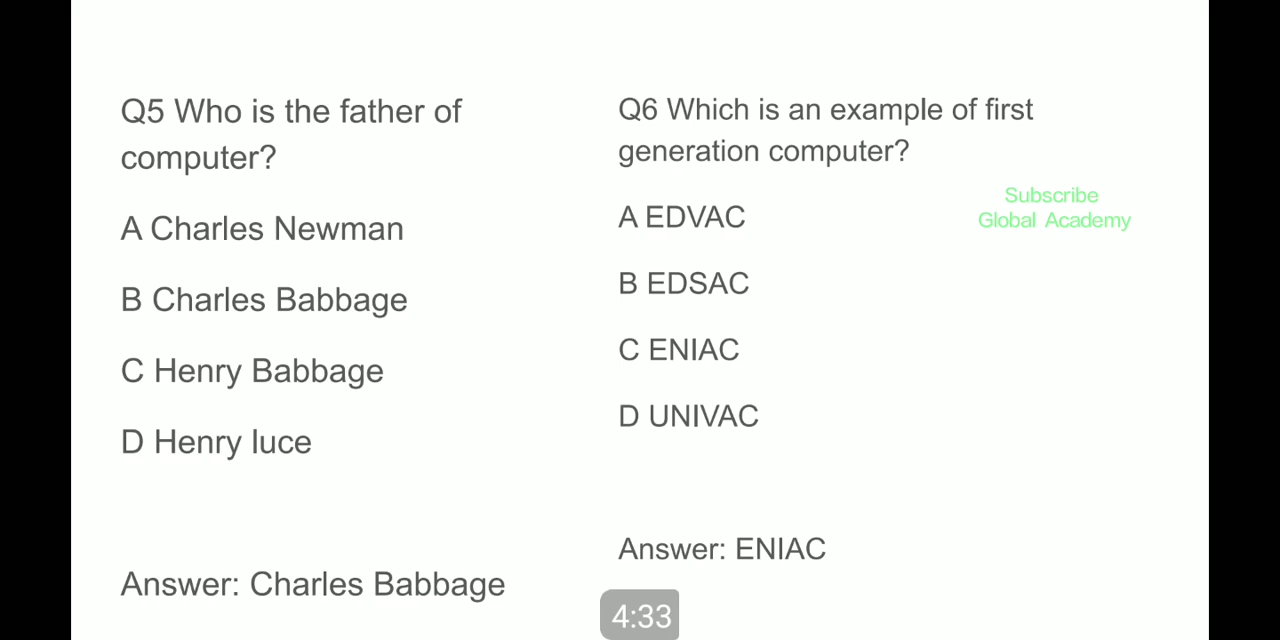 Q5 Who is the father of
computer?
A Charles Newman
B Charles Babbage
C Henry Babbage
D Henry luce
Answer: Charles Babbage
Q6 Which is an example of first
generation computer?
A EDVAC
B EDSAC
C ENIAC
D UNIVAC
Answer: ENIAC
Subscribe
Global Academy
4:33